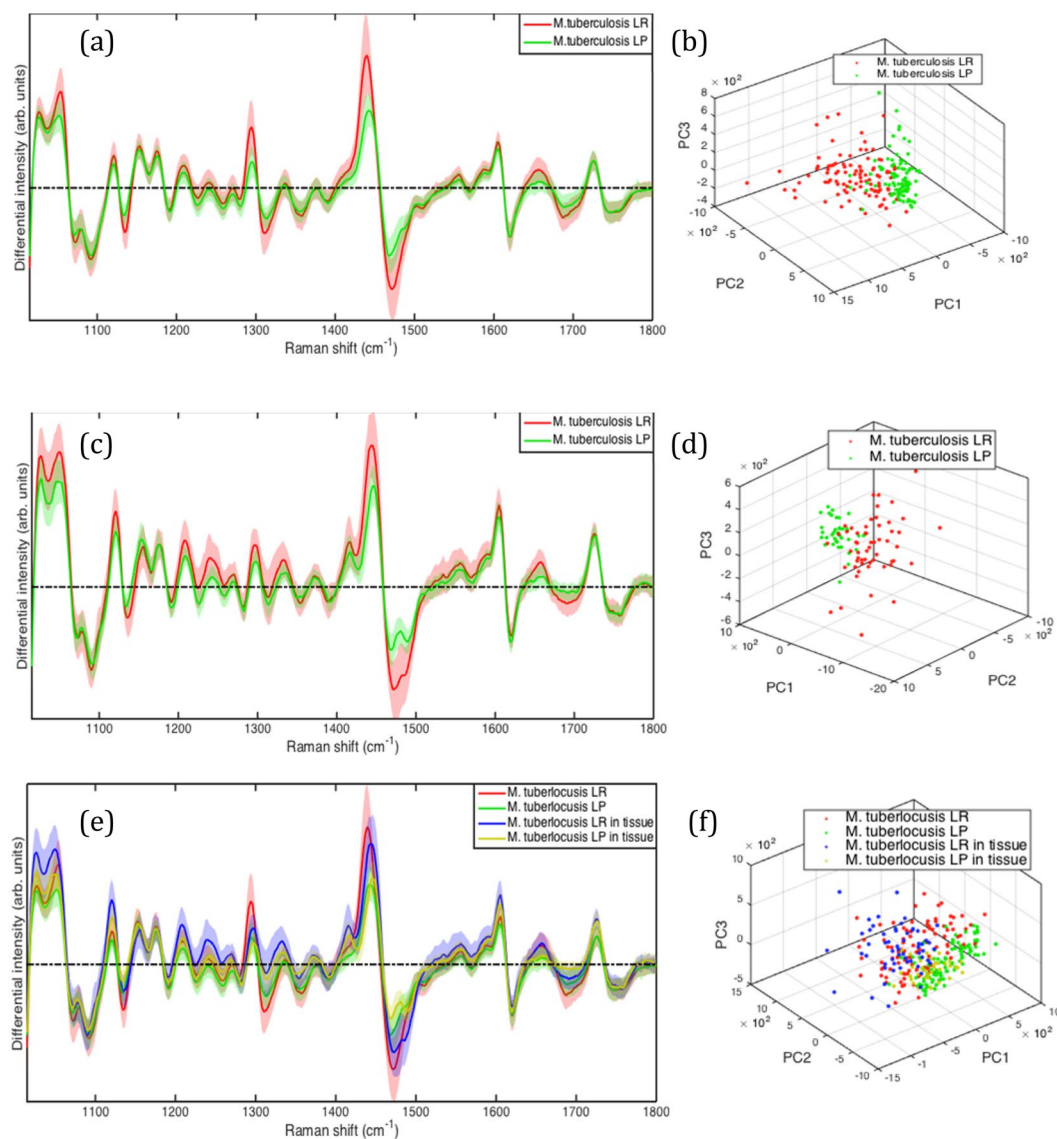 (a)
M.tuberculosis LR
M.tuberculosis LP
Differential intensity (arb. units)
1100 1200 1300 1400 1500 1600 1700 1800
Raman shift (cm⁻¹)
(b)
M. tuberculosis LR
M. tuberculosis LP
× 10²
8
6
4
2
0
-2
-4
PC3
-10
× 10²
-5
0
5
10
PC2
15
10
5
0
-5
-10
× 10²
PC1
(c)
M. tuberculosis LR
M. tuberculosis LP
Differential intensity (arb. units)
1100 1200 1300 1400 1500 1600 1700 1800
Raman shift (cm⁻¹)
(d)
M. tuberculosis LR
M. tuberculosis LP
× 10²
6
4
2
0
-2
-4
-6
PC3
10
× 10²
0
-10
-20
PC1
10
5
0
-5
-10
× 10²
PC2
(e)
M. tuberlocusis LR
M. tuberlocusis LP
M. tuberlocusis LR in tissue
M. tuberlocusis LP in tissue
Differential intensity (arb. units)
1100 1200 1300 1400 1500 1600 1700 1800
Raman shift (cm⁻¹)
(f)
M. tuberlocusis LR
M. tuberlocusis LP
M. tuberlocusis LR in tissue
M. tuberlocusis LP in tissue
× 10²
10
5
0
-5
PC3
15
10
× 10²
5
0
-5
-10
PC2
-15
-1
-5
0
5
× 10²
10
PC1